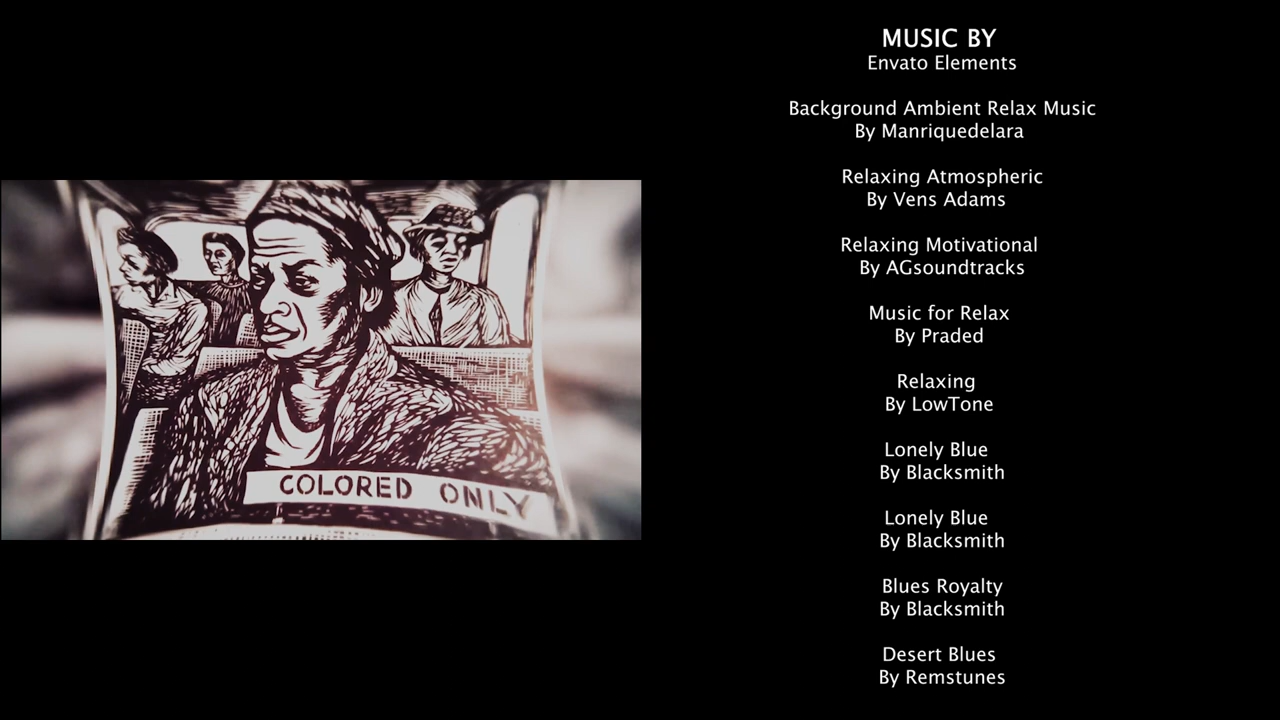 COLORED ONLY
MUSIC BY
Envato Elements
Background Ambient Relax Music
By Manriquedelara
Relaxing Atmospheric
By Vens Adams
Relaxing Motivational
By AGsoundtracks
Music for Relax
By Praded
Relaxing
By LowTone
Lonely Blue
By Blacksmith
Lonely Blue
By Blacksmith
Blues Royalty
By Blacksmith
Desert Blues
By Remstunes